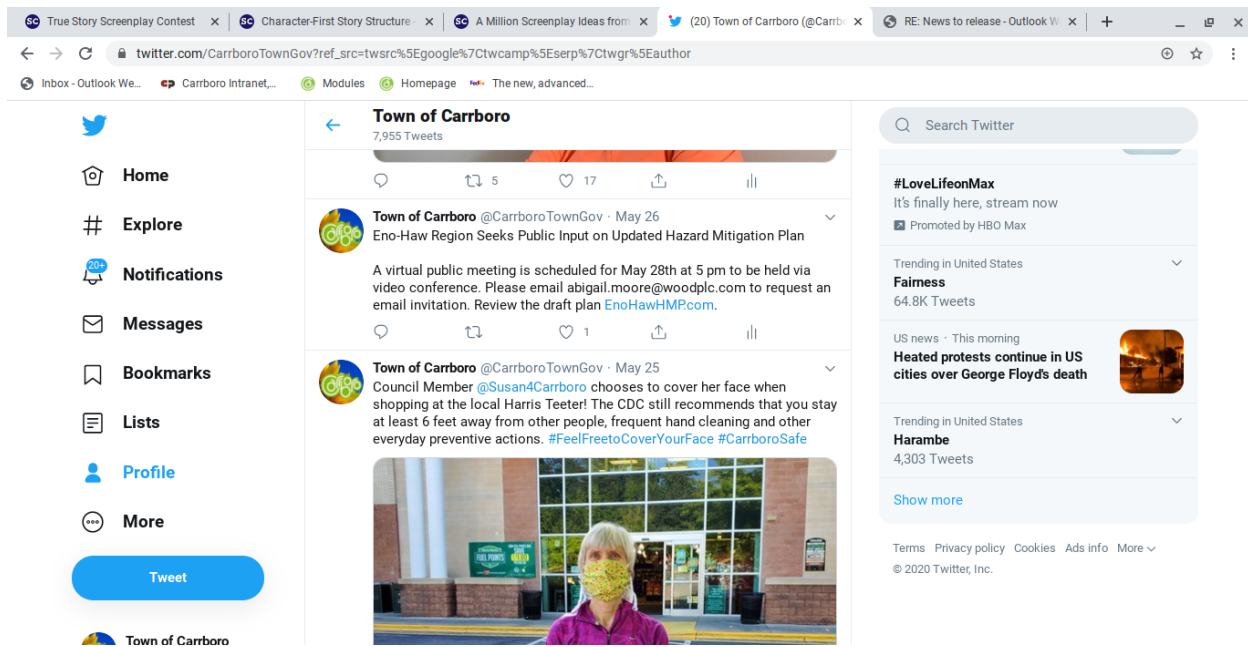 True Story Screenplay Contest
Character-First Story Structure
A Million Screenplay Ideas from
(20) Town of Carrboro (@Carrbo
RE: News to release - Outlook W
twitter.com/CarrboroTownGov?ref_src=twsrc%5Egoogle%7Ctwcamp%5Eserp%7Ctwgr%5Eauthor
Inbox - Outlook We...
Carrboro Intranet,...
Modules
Homepage
FedEx
The new, advanced...
Home
Explore
20+
Notifications
Messages
Bookmarks
Lists
Profile
More
Tweet
Town of Carrboro
Town of Carrboro
7,955 Tweets
5 17
Town of Carrboro @CarrboroTownGov · May 26
Eno-Haw Region Seeks Public Input on Updated Hazard Mitigation Plan
A virtual public meeting is scheduled for May 28th at 5 pm to be held via
video conference. Please email abigail.moore@woodplc.com to request an
email invitation. Review the draft plan EnoHawHMP.com.
1
Town of Carrboro @CarrboroTownGov · May 25
Council Member @Susan4Carrboro chooses to cover her face when
shopping at the local Harris Teeter! The CDC still recommends that you stay
at least 6 feet away from other people, frequent hand cleaning and other
everyday preventive actions. #FeelFreetoCoverYourFace #CarrboroSafe
FUEL POINTS
Search Twitter
#LoveLifeonMax
It's finally here, stream now
Promoted by HBO Max
Trending in United States
Fairness
64.8K Tweets
US news · This morning
Heated protests continue in US
cities over George Floyd's death
Trending in United States
Harambe
4,303 Tweets
Show more
Terms Privacy policy Cookies Ads info More
© 2020 Twitter, Inc.